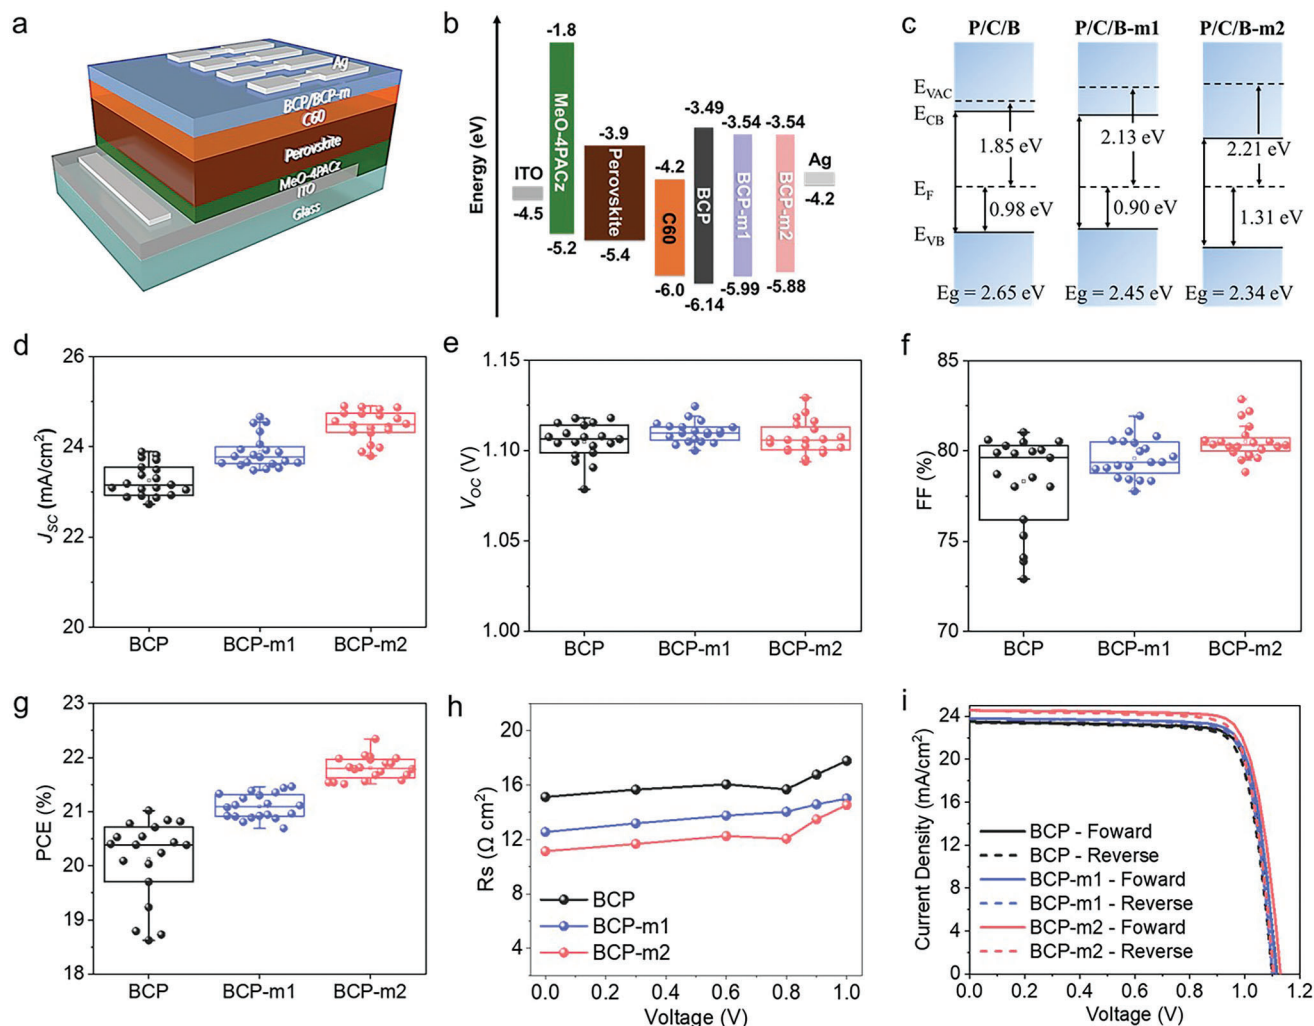 a
Ag
BCP/BCP-m
C60
Perovskite
MeO-4PACz
ITO
Glass
b
Energy (eV)
ITO
-4.5
-1.8
MeO-4PACz
-5.2
-3.9
Perovskite
-5.4
-4.2
C60
-6.0
-3.49
BCP
-6.14
-3.54
BCP-m1
-5.99
-3.54
BCP-m2
-5.88
Ag
-4.2
c
P/C/B P/C/B-m1 P/C/B-m2
EVAC
ECB
1.85 eV 2.13 eV 2.21 eV
EF
0.98 eV 0.90 eV 1.31 eV
EVB
Eg = 2.65 eV Eg = 2.45 eV Eg = 2.34 eV
d
JSC (mA/cm²)
26
24
22
20
BCP BCP-m1 BCP-m2
e
VOC (V)
1.15
1.10
1.05
1.00
BCP BCP-m1 BCP-m2
f
FF (%)
85
80
75
70
BCP BCP-m1 BCP-m2
g
PCE (%)
23
22
21
20
19
18
BCP BCP-m1 BCP-m2
h
Rs (Ω cm²)
20
16
12
8
4
BCP
BCP-m1
BCP-m2
0.0 0.2 0.4 0.6 0.8 1.0
Voltage (V)
i
Current Density (mA/cm²)
24
20
16
12
8
4
0
BCP - Foward
BCP - Reverse
BCP-m1 - Foward
BCP-m1 - Reverse
BCP-m2 - Foward
BCP-m2 - Reverse
0.0 0.2 0.4 0.6 0.8 1.0 1.2
Voltage (V)